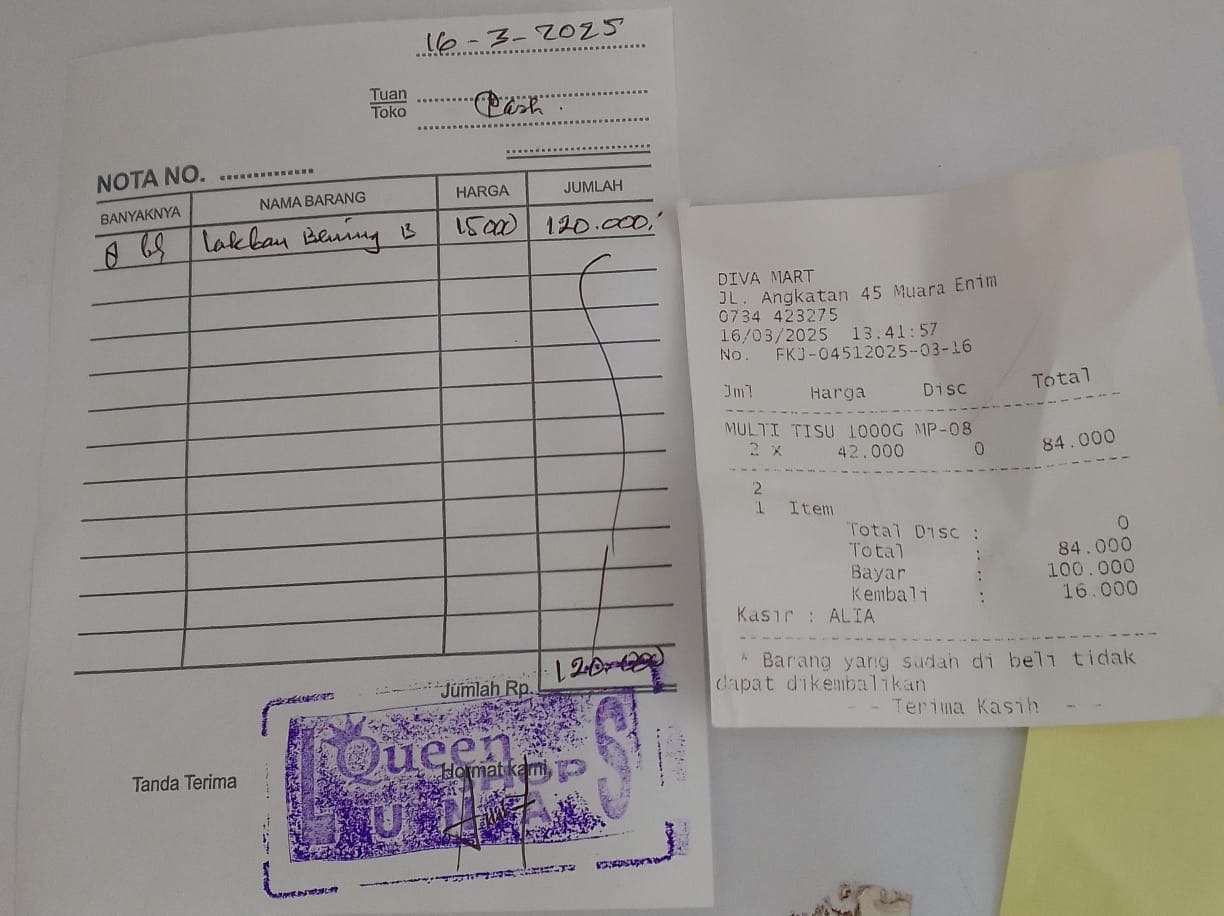 16-3-2025
Tuan
Toko
Cash.
NOTA NO.
BANYAKNYA NAMA BARANG HARGA JUMLAH
8 Lakban Bening B 15000 120.000,-
Jumlah Rp. 120.000
Tanda Terima
Hormat kami,
Queen
SHOP
LUNAS
DIVA MART
JL. Angkatan 45 Muara Enim
0734 423275
16/03/2025 13:41:57
No. FKJ-04512025-03-16
Jml Harga Disc Total
MULTI TISU 1000G MP-08
2 x 42.000 0 84.000
2
1 Item
Total Disc : 0
Total : 84.000
Bayar : 100.000
Kembali : 16.000
Kasir : ALIA
* Barang yang sudah di beli tidak
dapat dikembalikan
- - Terima Kasih - -